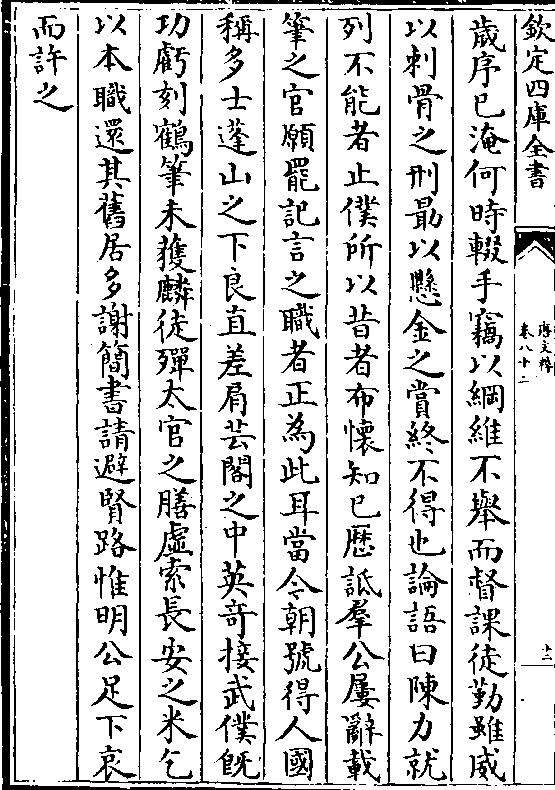 欽定四庫全書
唐文粹
卷八十二
十二
歲序已淹何時輟手竊以綱維不舉而督課徒勤雖威
以刺骨之刑勗以懸金之賞終不得也論語曰陳力就
列不能者止僕所以昔者布懷知已歷詆羣公屢辭載
筆之官願罷記言之職者正為此耳當今朝號得人國
稱多士蓬山之下良直差肩芸閣之中英竒接武僕旣
功虧刻鶴筆未獲麟徒殫太官之膳虛索長安之米乞
以本職還其舊居多謝簡書請避賢路惟明公足下哀
而許之